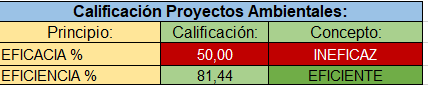 Calificación Proyectos Ambientales:
Principio: Calificación: Concepto:
EFICACIA % 50,00 INEFICAZ
EFICIENCIA % 81,44 EFICIENTE